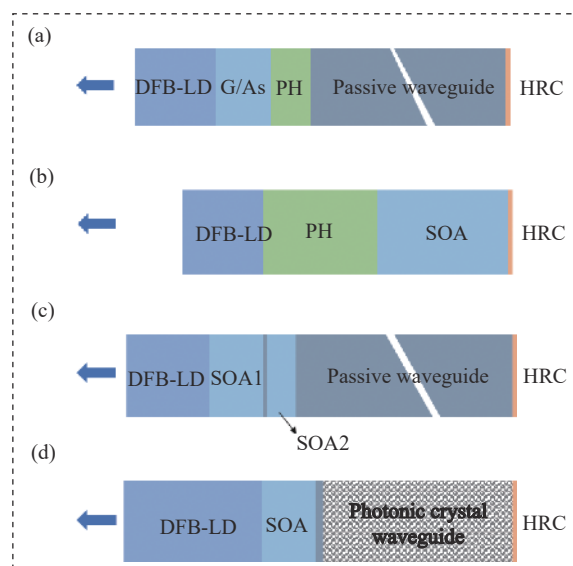 (a)
DFB-LD G/As PH Passive waveguide HRC
(b)
DFB-LD PH SOA HRC
(c)
DFB-LD SOA1 Passive waveguide HRC
SOA2
(d)
DFB-LD SOA Photonic crystal
waveguide HRC